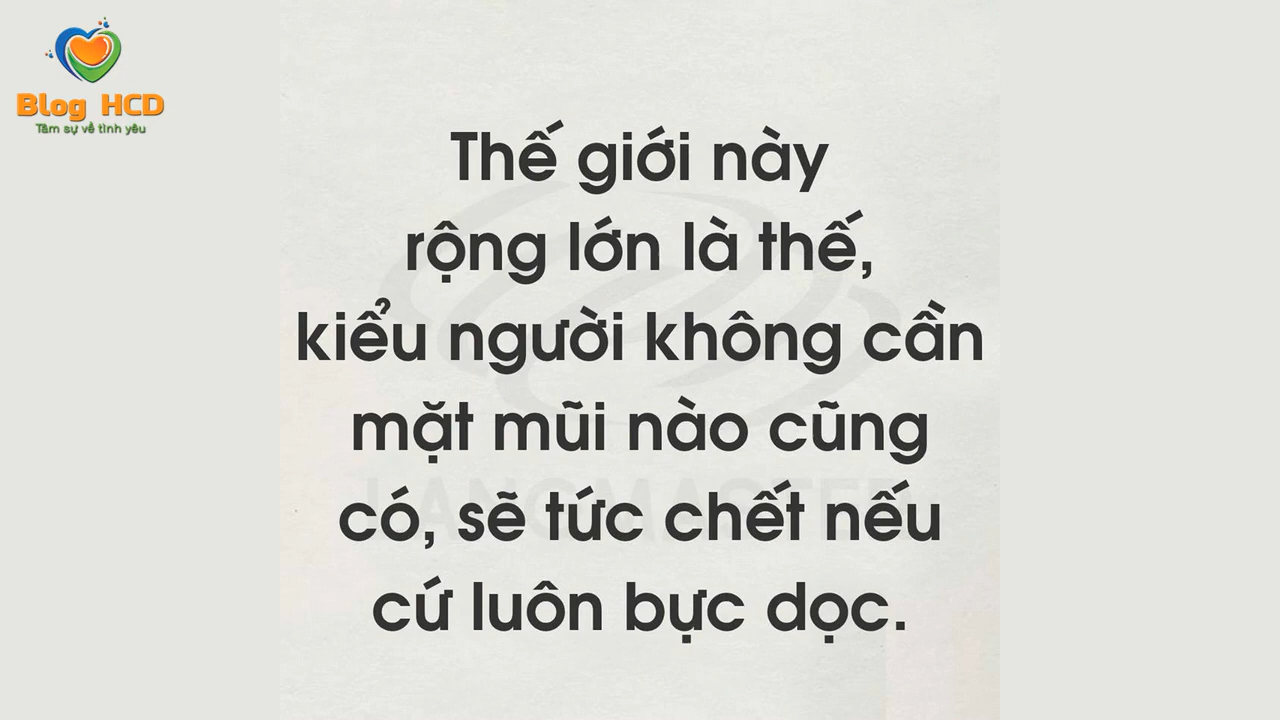 Blog HCD
Tâm sự về tình yêu
Thế giới này
rộng lớn là thế,
kiểu người không cần
mặt mũi nào cũng
có, sẽ tức chết nếu
cứ luôn bực dọc.
LANGMASTER